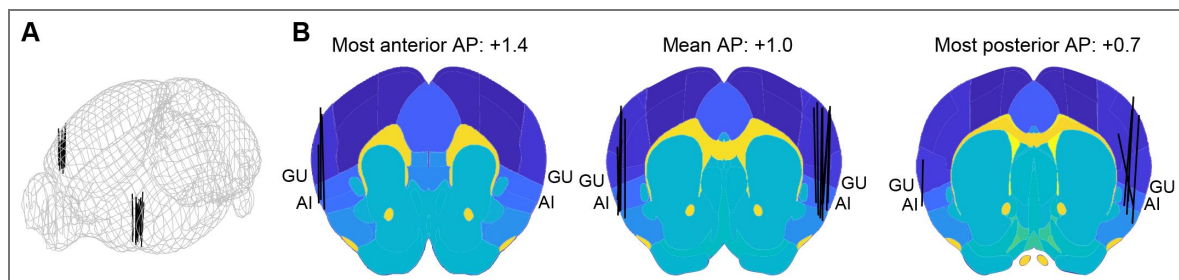 A
B
Most anterior AP: +1.4
Mean AP: +1.0
Most posterior AP: +0.7
GU
AI
GU
AI
GU
AI
GU
AI
GU
AI
GU
AI